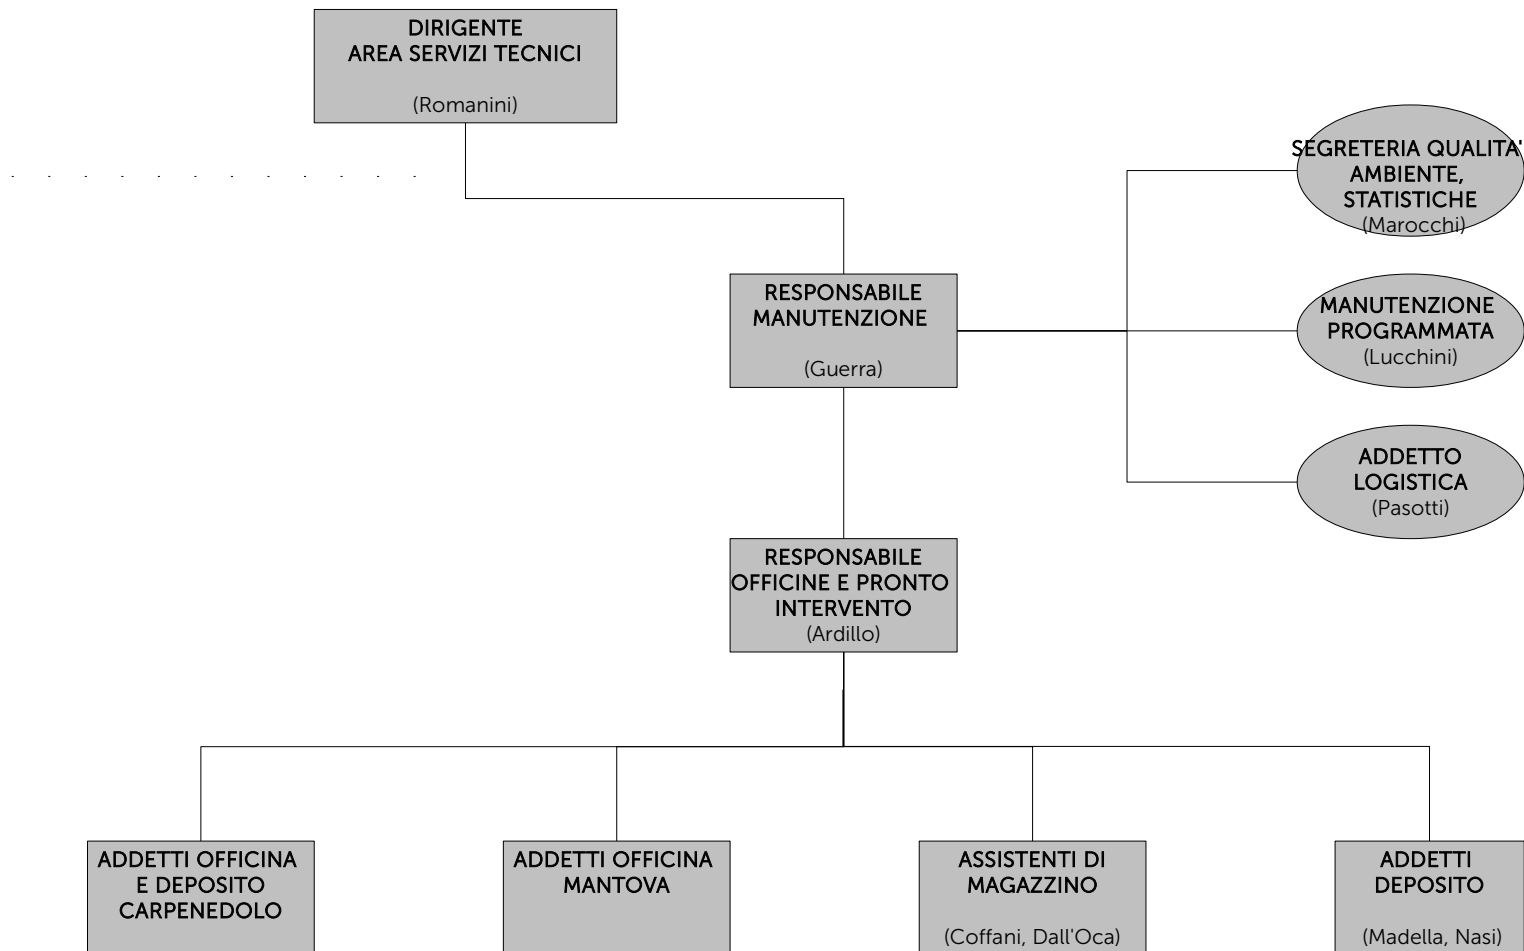 DIRIGENTE
AREA SERVIZI TECNICI
(Romanini)
SEGRETERIA QUALITA'
AMBIENTE,
STATISTICHE
(Marocchi)
RESPONSABILE
MANUTENZIONE
(Guerra)
MANUTENZIONE
PROGRAMMATA
(Lucchini)
ADDETTO
LOGISTICA
(Pasotti)
RESPONSABILE
OFFICINE E PRONTO
INTERVENTO
(Ardillo)
ADDETTI OFFICINA
E DEPOSITO
CARPENEDOLO
ADDETTI OFFICINA
MANTOVA
ASSISTENTI DI
MAGAZZINO
(Coffani, Dall'Oca)
ADDETTI
DEPOSITO
(Madella, Nasi)